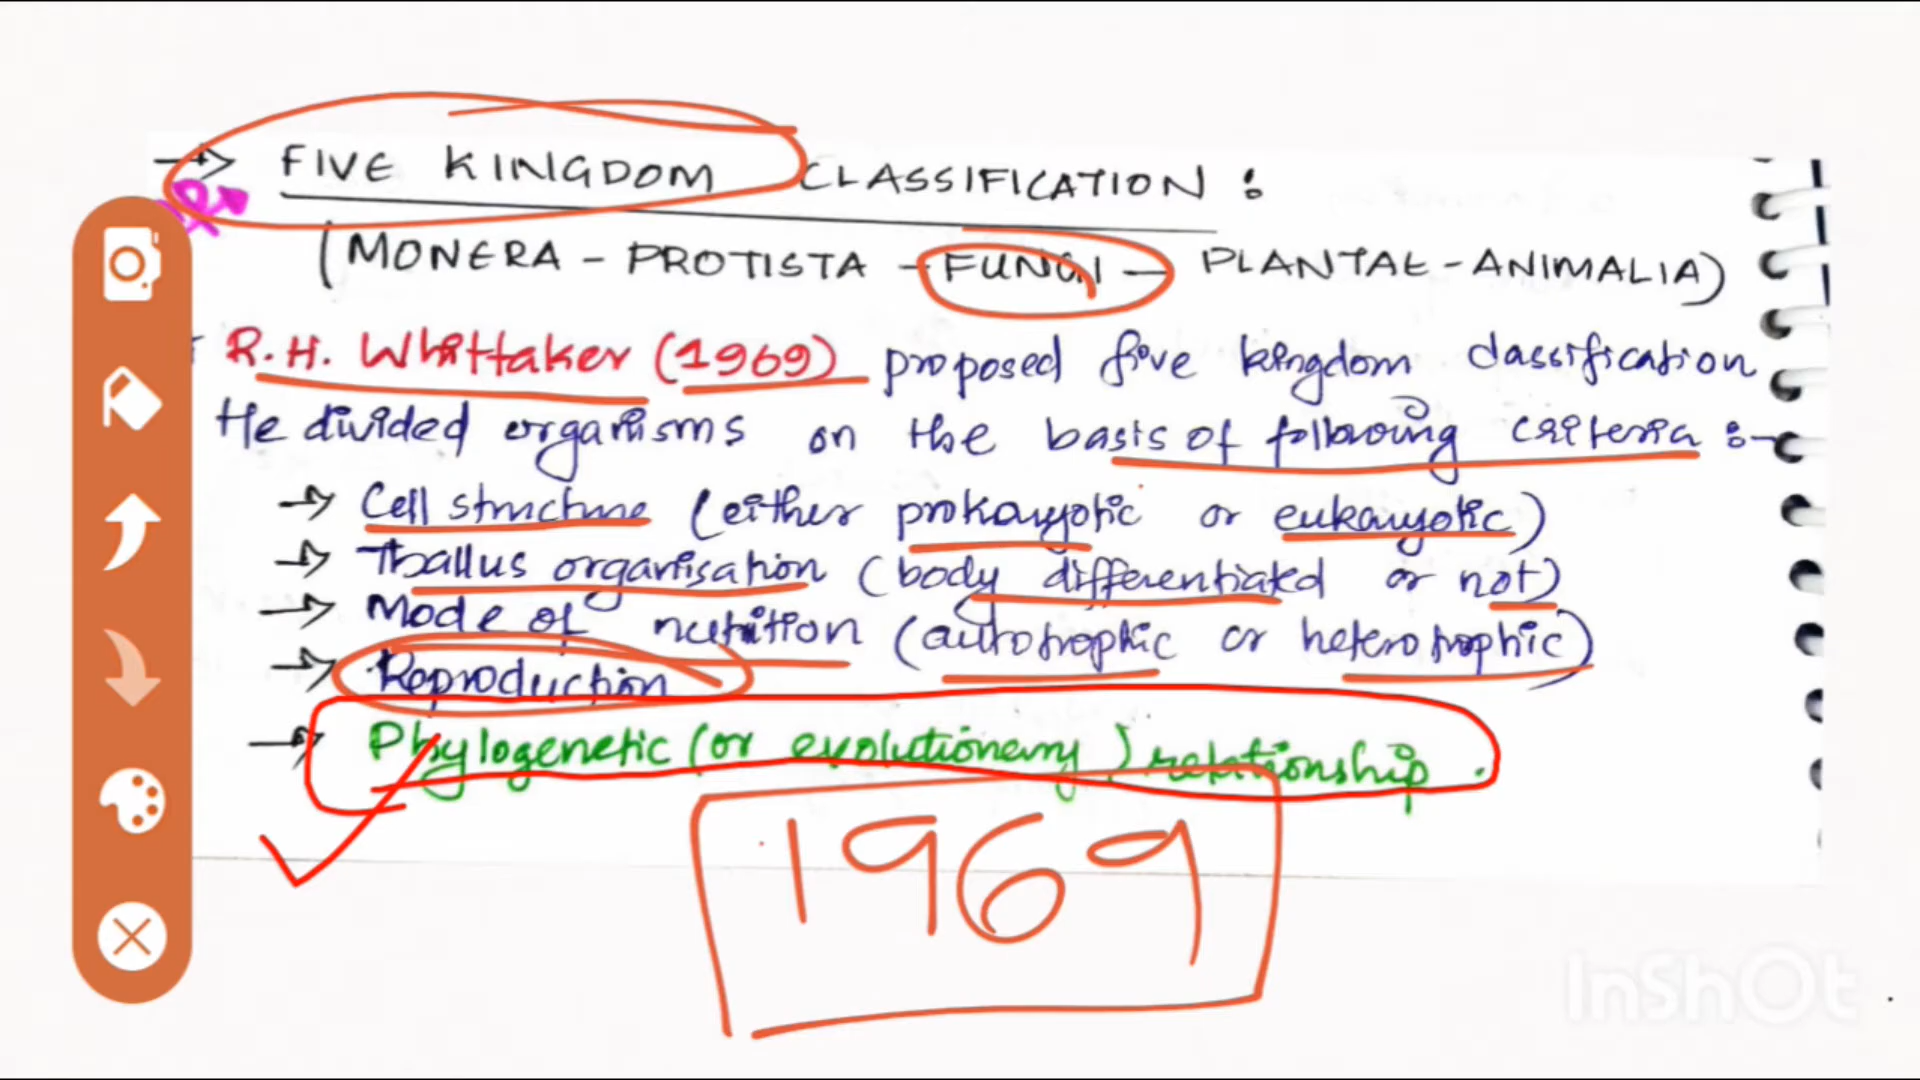 → FIVE KINGDOM CLASSIFICATION :
(MONERA - PROTISTA - FUNGI - PLANTAE - ANIMALIA)
R.H. Whittaker (1969) proposed five kingdom classification
He divided organisms on the basis of following criteria :-
→ Cell structure (either prokaryotic or eukaryotic)
→ Thallus organisation (body differentiated or not)
→ Mode of nutrition (autotrophic or heterotrophic)
→ Reproduction
→ Phylogenetic (or evolutionary) relationship.
1969
InShOt